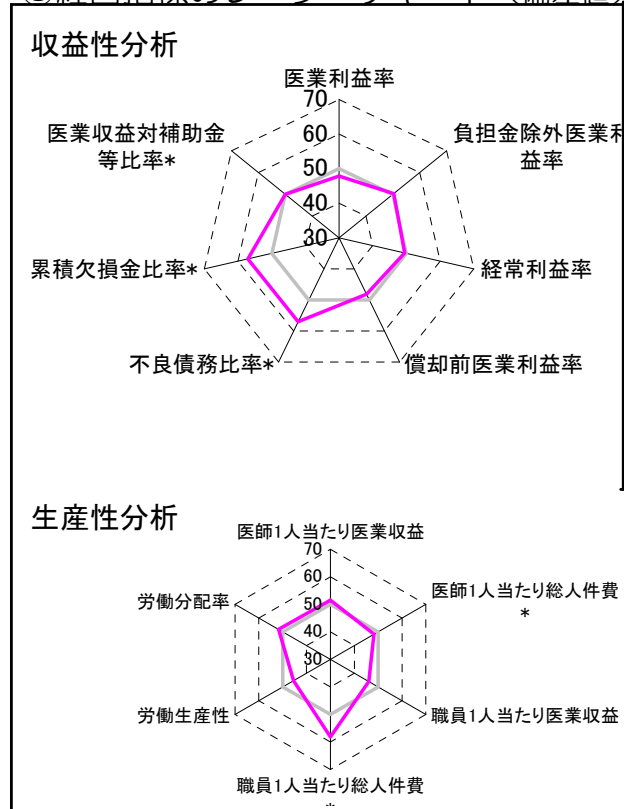 収益性分析
医業利益率
70
60
50
40
30
負担金除外医業利
益率
経常利益率
償却前医業利益率
不良債務比率*
累積欠損金比率*
医業収益対補助金
等比率*
生産性分析
医師1人当たり医業収益
70
60
50
40
30
医師1人当たり総人件費
*
職員1人当たり医業収益
職員1人当たり総人件費
*
労働生産性
労働分配率